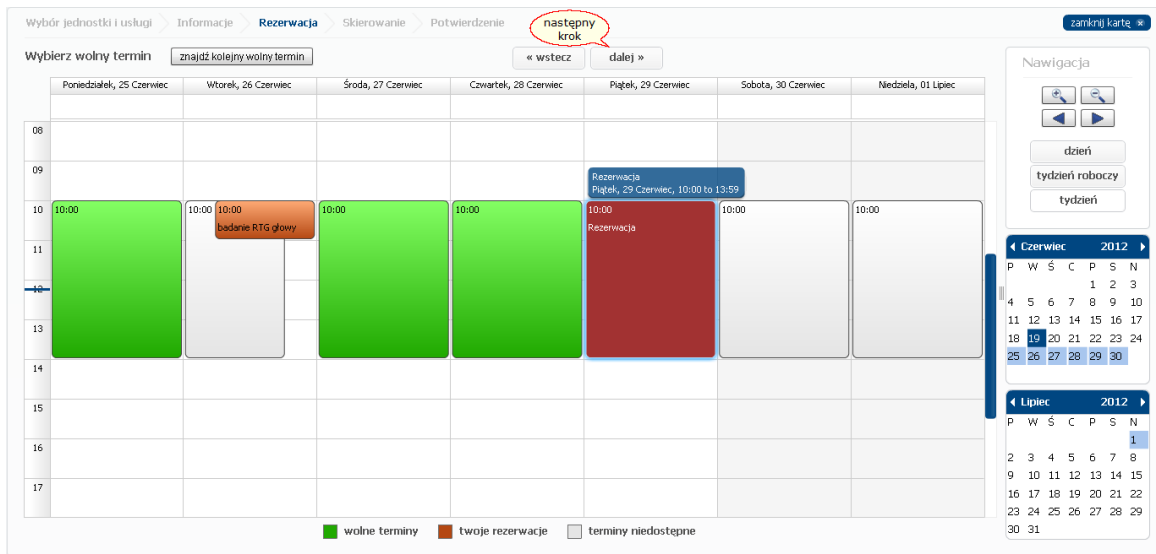 Wybór jednostki i usługi Informacje Rezerwacja Skierowanie Potwierdzenie
następny
krok
zamknij kartę
Wybierz wolny termin
znajdź kolejny wolny termin
« wstecz
dalej »
Poniedziałek, 25 Czerwiec Wtorek, 26 Czerwiec Środa, 27 Czerwiec Czwartek, 28 Czerwiec Piątek, 29 Czerwiec Sobota, 30 Czerwiec Niedziela, 01 Lipiec
08
09
Rezerwacja
Piątek, 29 Czerwiec, 10:00 to 13:59
10 10:00 10:00 10:00 10:00 10:00 10:00 10:00 10:00
badanie RTG głowy
Rezerwacja
11
12
13
14
15
16
17
wolne terminy twoje rezerwacje terminy niedostępne
Nawigacja
dzień
tydzień roboczy
tydzień
Czerwiec 2012
P W Ś C P S N
1 2 3
4 5 6 7 8 9 10
11 12 13 14 15 16 17
18 19 20 21 22 23 24
25 26 27 28 29 30
Lipiec 2012
P W Ś C P S N
1
2 3 4 5 6 7 8
9 10 11 12 13 14 15
16 17 18 19 20 21 22
23 24 25 26 27 28 29
30 31